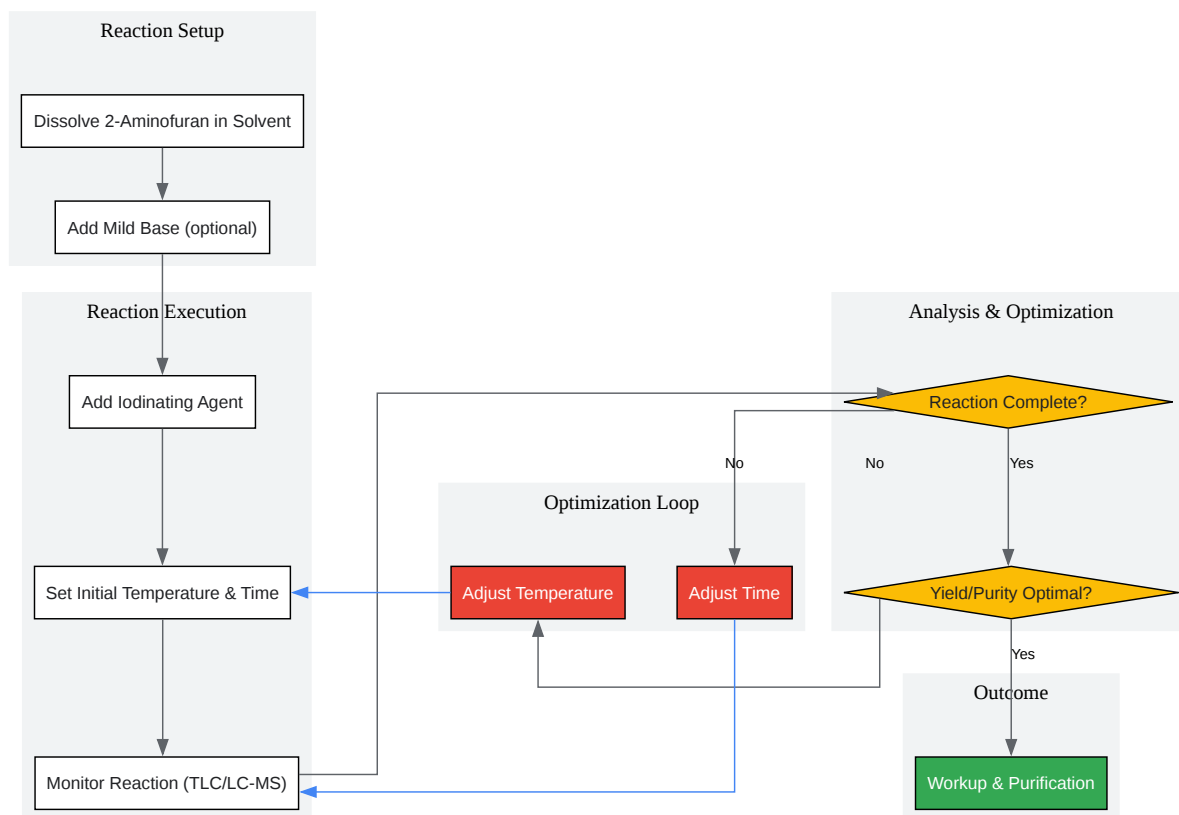 Reaction Setup
Dissolve 2-Aminofuran in Solvent
Add Mild Base (optional)
Reaction Execution
Add Iodinating Agent
Set Initial Temperature & Time
Monitor Reaction (TLC/LC-MS)
Optimization Loop
No
Adjust Temperature
Adjust Time
Analysis & Optimization
Reaction Complete?
No
Yes
Yield/Purity Optimal?
Yes
Outcome
Workup & Purification